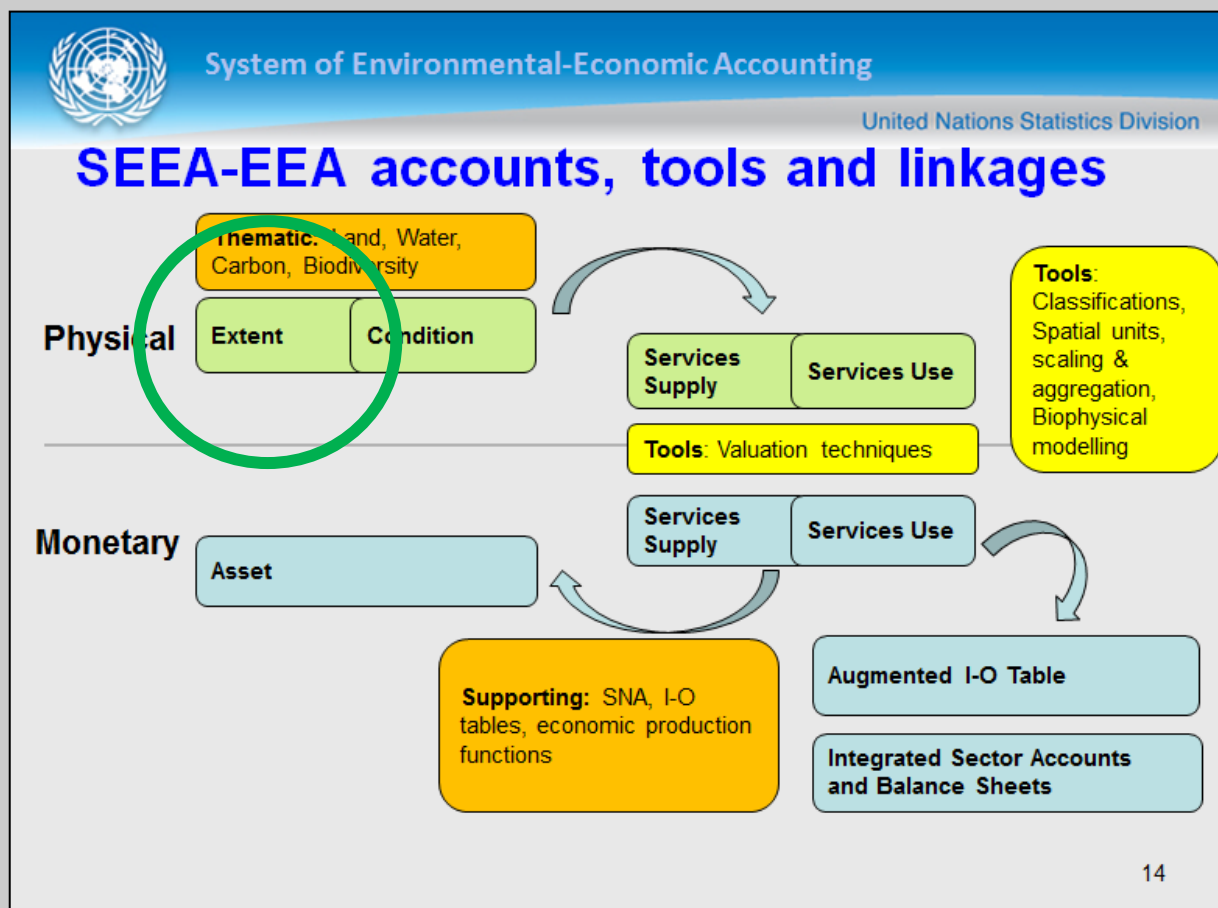 System of Environmental-Economic Accounting
United Nations Statistics Division
SEEA-EEA accounts, tools and linkages
Thematic: Land, Water,
Carbon, Biodiversity
Physical
Extent
Condition
Services
Supply
Services Use
Tools:
Classifications,
Spatial units,
scaling &
aggregation,
Biophysical
modelling
Tools: Valuation techniques
Monetary
Services
Supply
Services Use
Asset
Supporting: SNA, I-O
tables, economic production
functions
Augmented I-O Table
Integrated Sector Accounts
and Balance Sheets
14